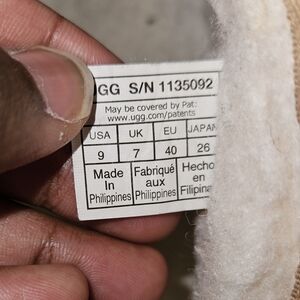 UGG S/N 1135092
May be covered by Pat:
www.ugg.com/patents
USA UK EU JAPAN
9 7 40 26
Made Fabriqué Hecho
In aux en
Philippines Philippines Filipina